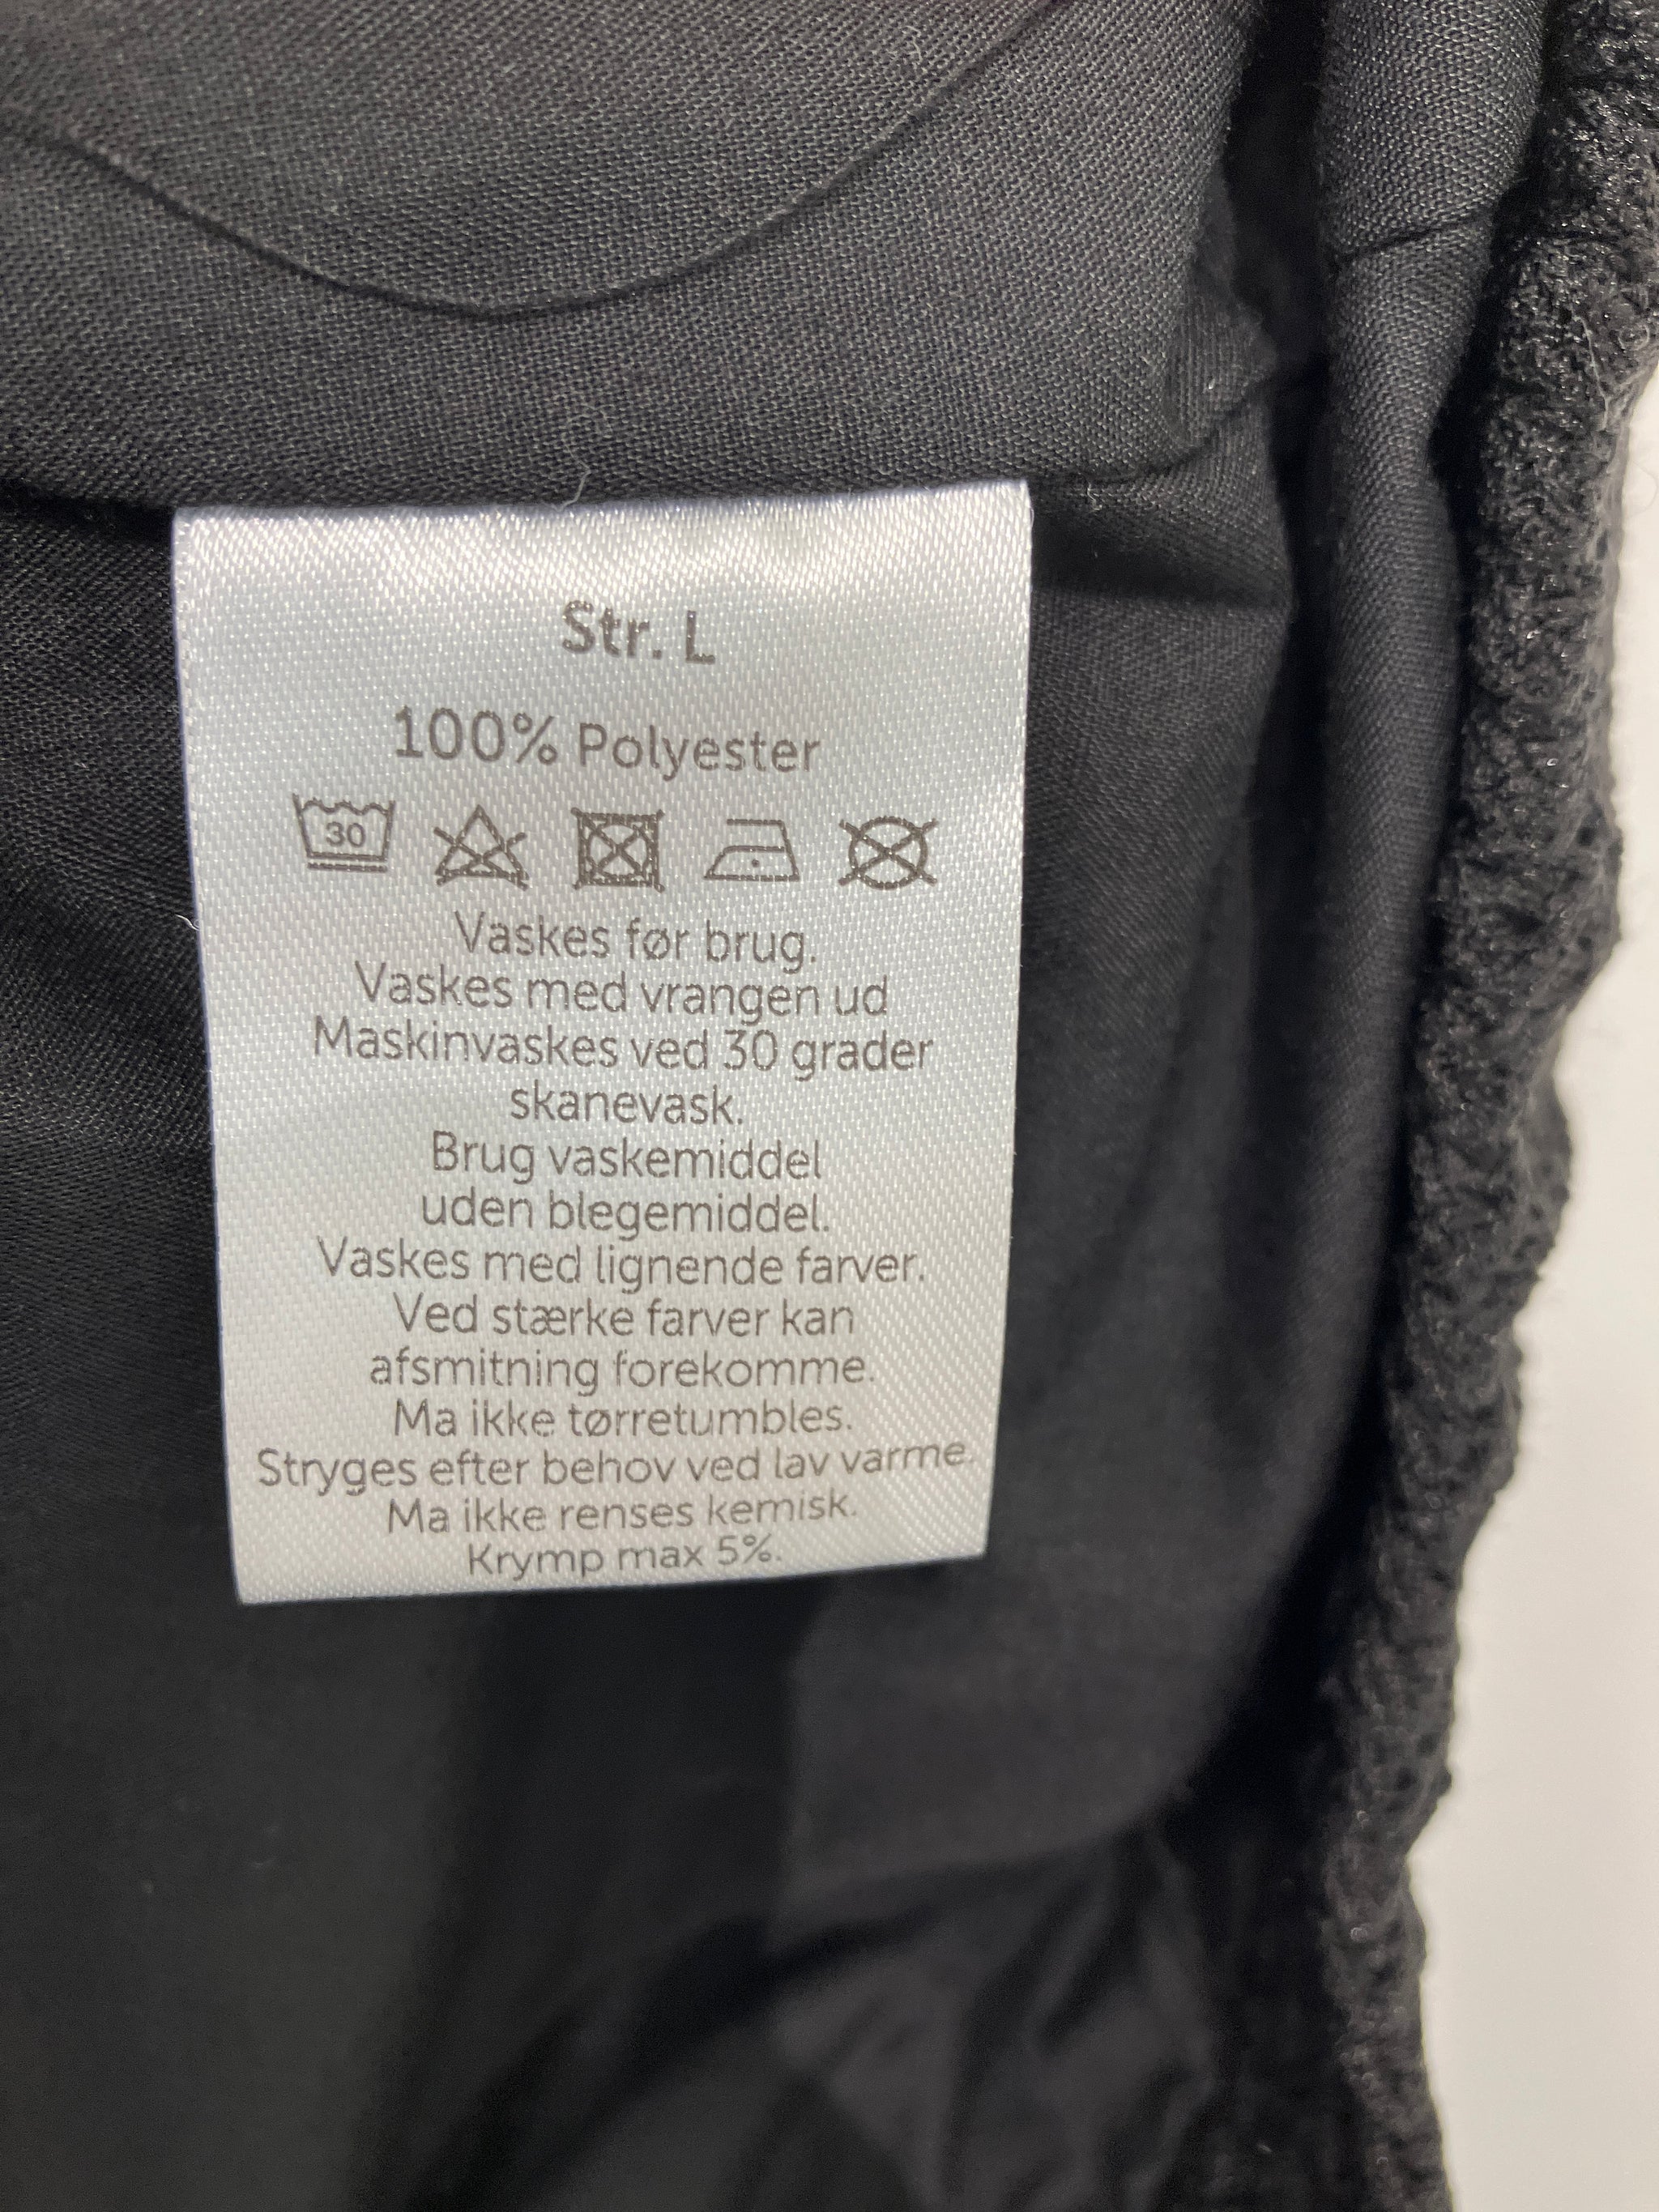 Str. L
100% Polyester
30
Vaskes før brug.
Vaskes med vrangen ud
Maskinvaskes ved 30 grader
skanevask.
Brug vaskemiddel
uden blegemiddel.
Vaskes med lignende farver.
Ved stærke farver kan
afsmitning forekomme.
Ma ikke tørretumbles.
Stryges efter behov ved lav varme.
Ma ikke renses kemisk.
Krymp max 5%.